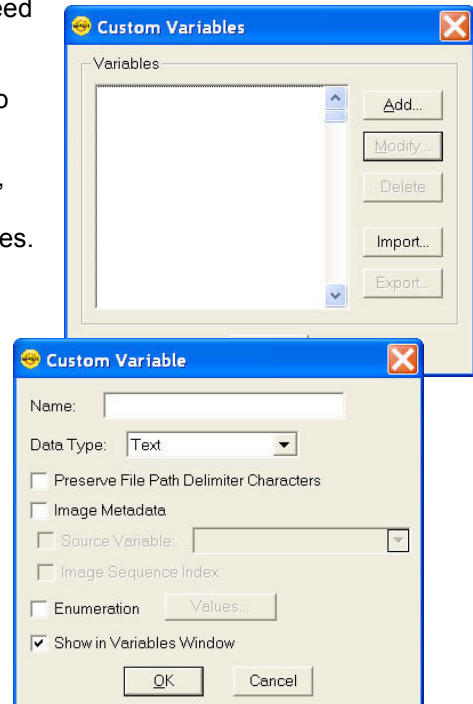 eed
o
,
es.
Custom Variables
Variables
Add...
Modify...
Delete
Import...
Export...
Custom Variable
Name:
Data Type: Text
Preserve File Path Delimiter Characters
Image Metadata
Source Variable:
Image Sequence Index
Enumeration Values...
Show in Variables Window
OK Cancel